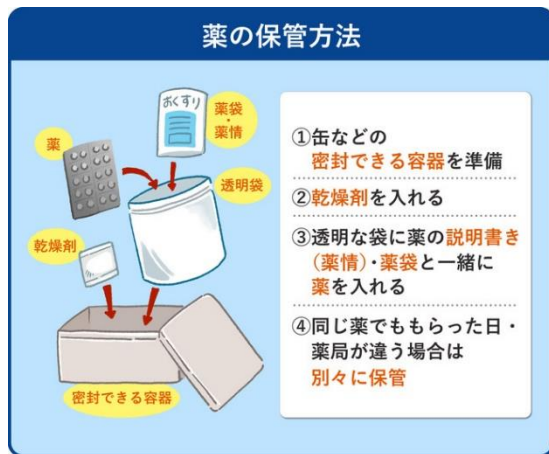 薬の保管方法
おくすり
薬袋
・
薬情
薬
透明袋
乾燥剤
密封できる容器
①缶などの
密封できる容器を準備
②乾燥剤を入れる
③透明な袋に薬の説明書き
(薬情)・薬袋と一緒に
薬を入れる
④同じ薬でももらった日・
薬局が違う場合は
別々に保管